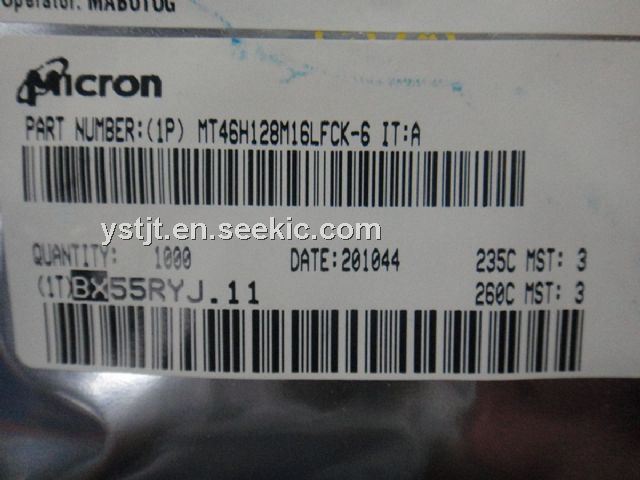 Operator: MABUTOG
Micron
PART NUMBER:(1P) MT46H128M16LFCK-6 IT:A
ystjt.en.seekic.com
QUANTITY: 1000 DATE:201044 235C MST: 3
(1T)BX55RYJ.11 260C MST: 3